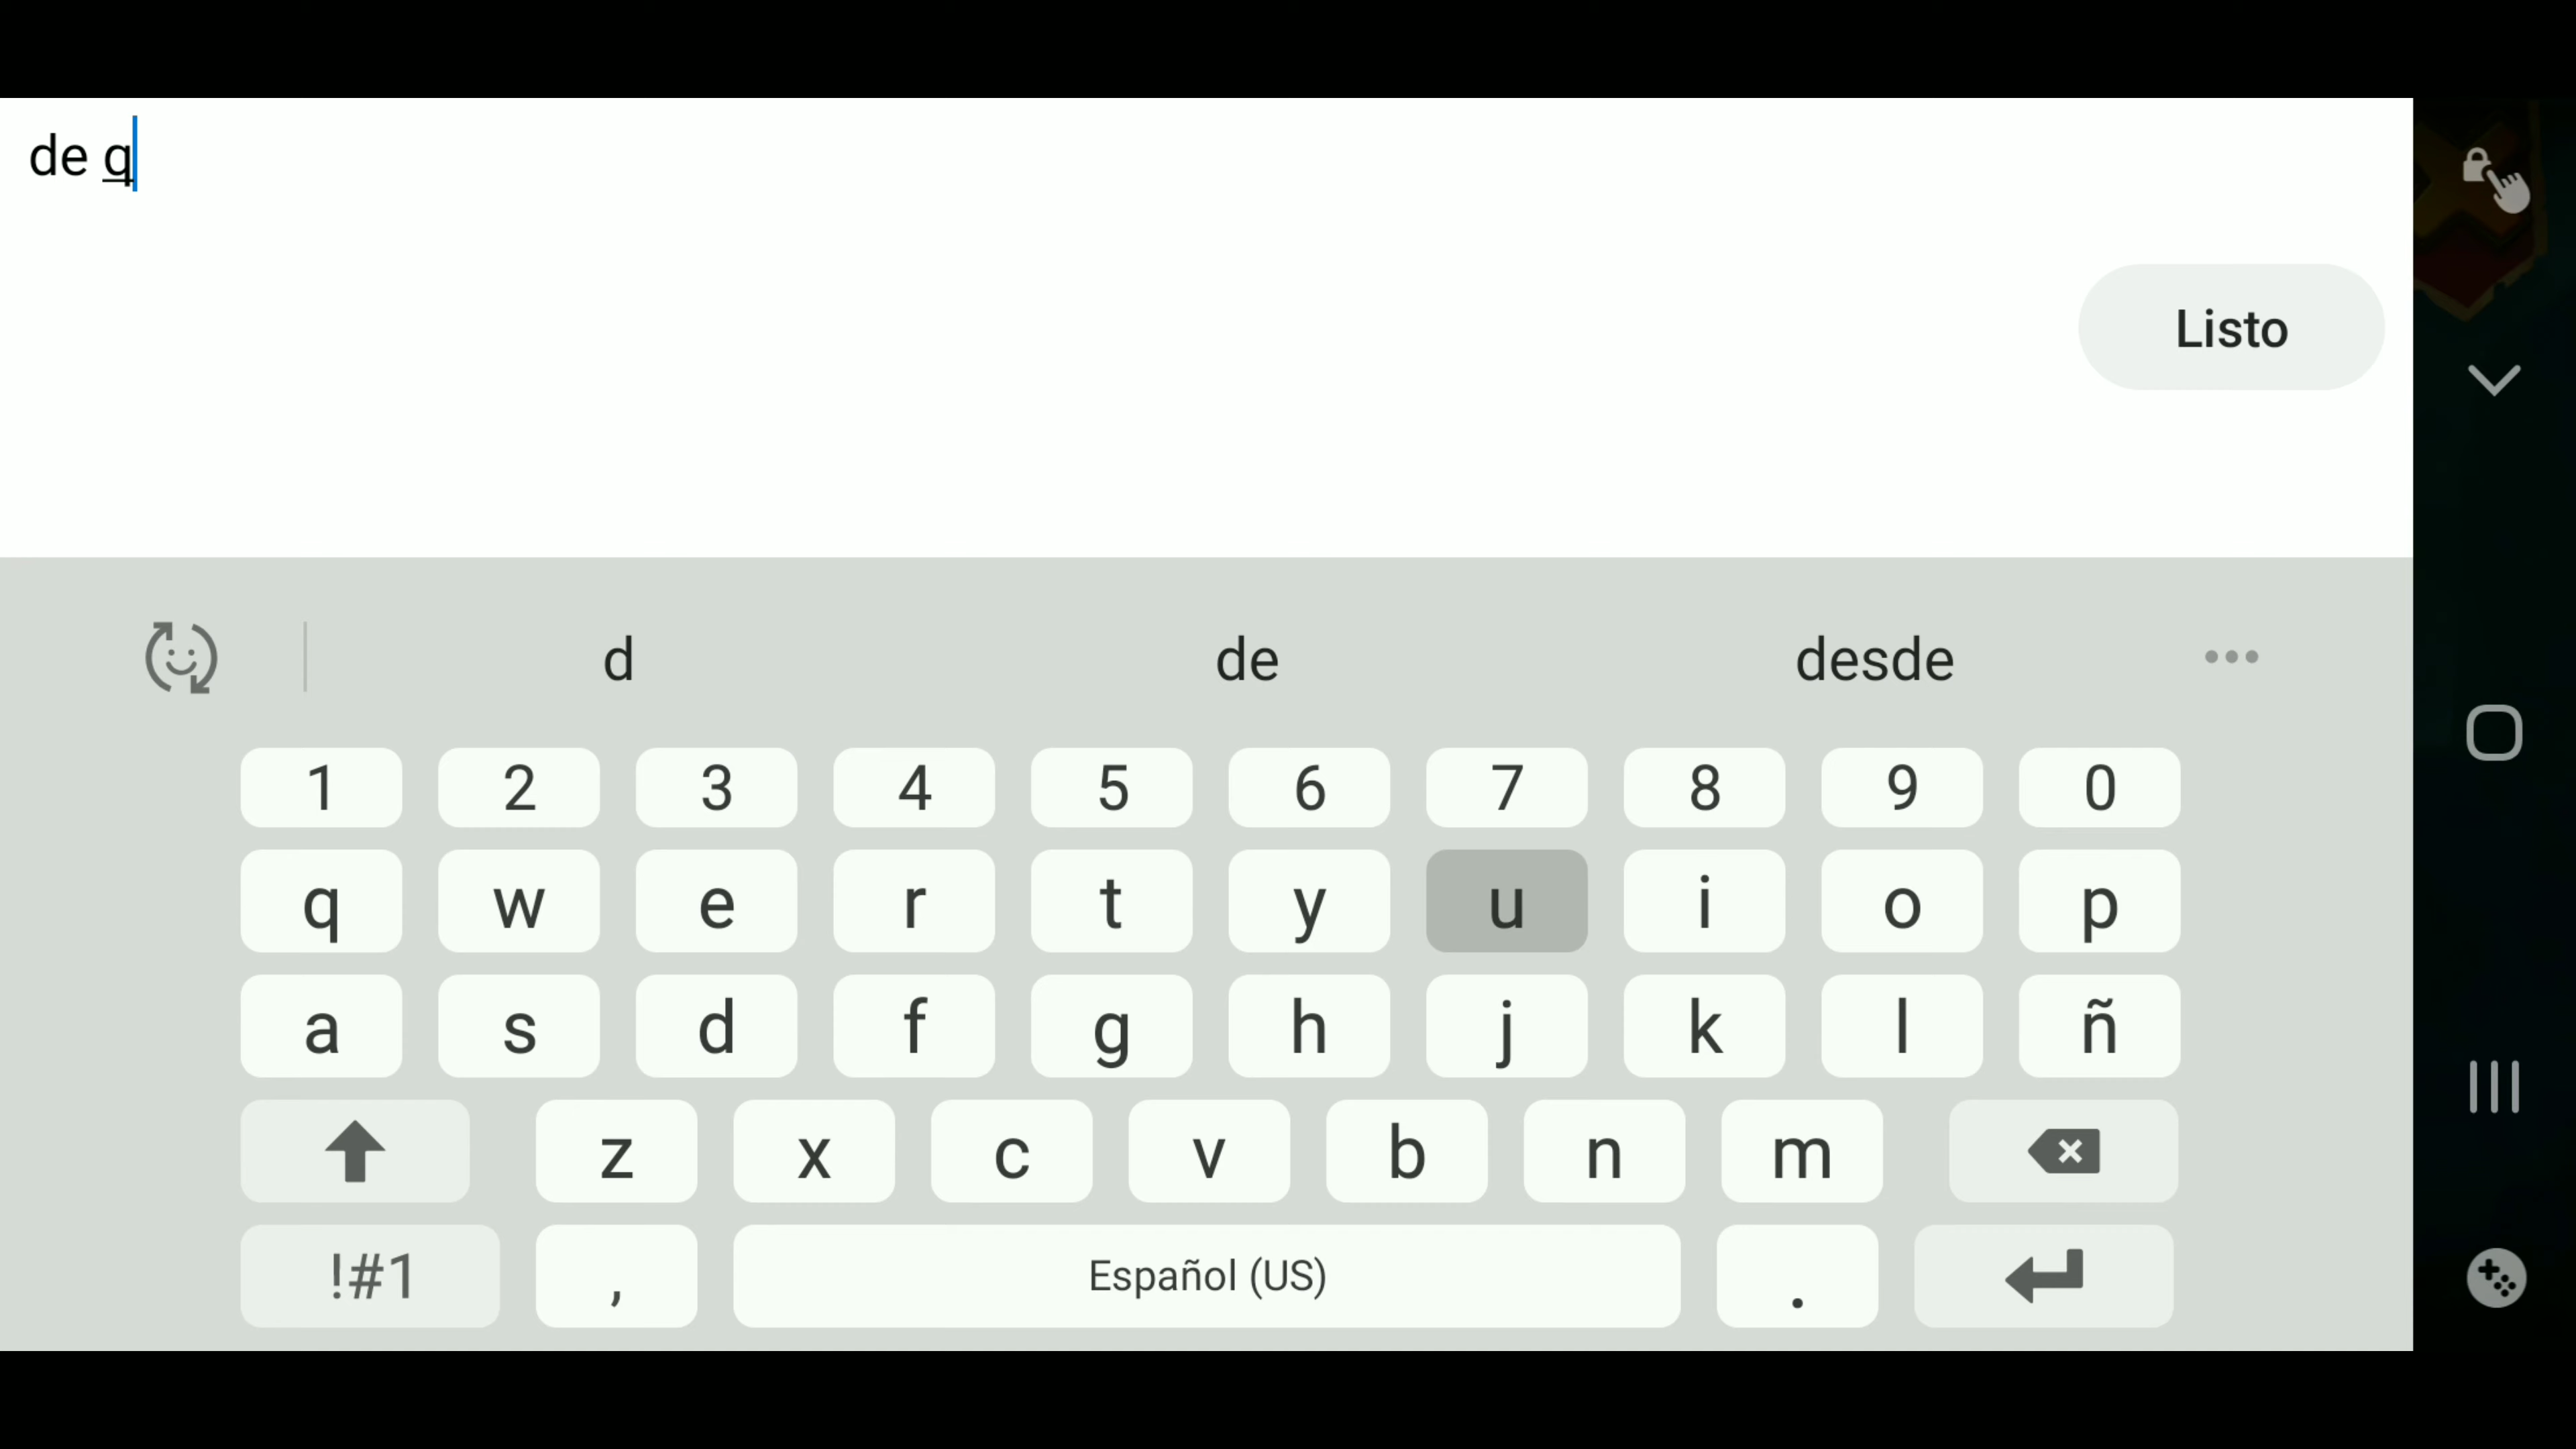 de q
Listo
d de desde
1 2 3 4 5 6 7 8 9 0
q w e r t y u i o p
a s d f g h j k l ñ
z x c v b n m
!#1 , Español (US) .